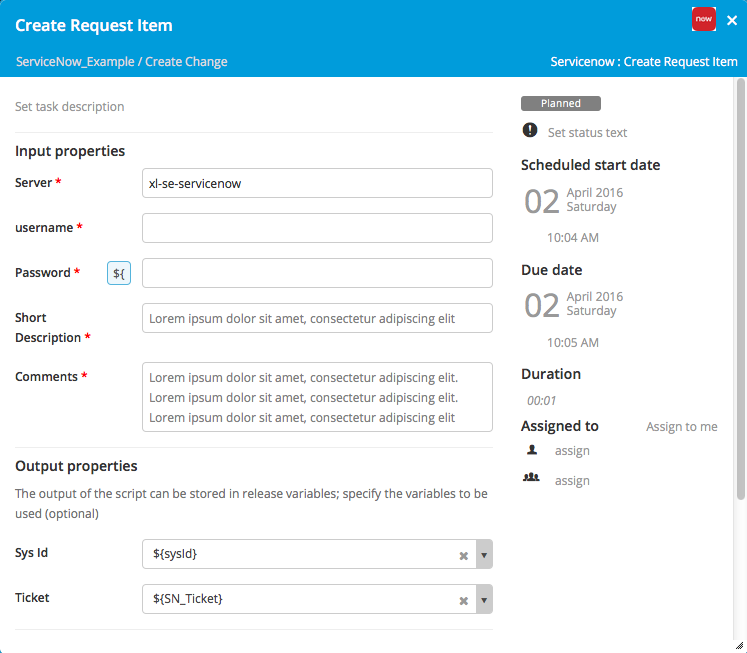 Create Request Item
now
ServiceNow_Example / Create Change
Servicenow : Create Request Item
Set task description
Input properties
Server *
xl-se-servicenow
username *
Password *
${
Short
Description *
Lorem ipsum dolor sit amet, consectetur adipiscing elit
Comments *
Lorem ipsum dolor sit amet, consectetur adipiscing elit.
Lorem ipsum dolor sit amet, consectetur adipiscing elit.
Lorem ipsum dolor sit amet, consectetur adipiscing elit
Output properties
The output of the script can be stored in release variables; specify the variables to be
used (optional)
Sys Id
${sysId}
Ticket
${SN_Ticket}
Planned
Set status text
Scheduled start date
02
April 2016
Saturday
10:04 AM
Due date
02
April 2016
Saturday
10:05 AM
Duration
00:01
Assigned to
Assign to me
assign
assign